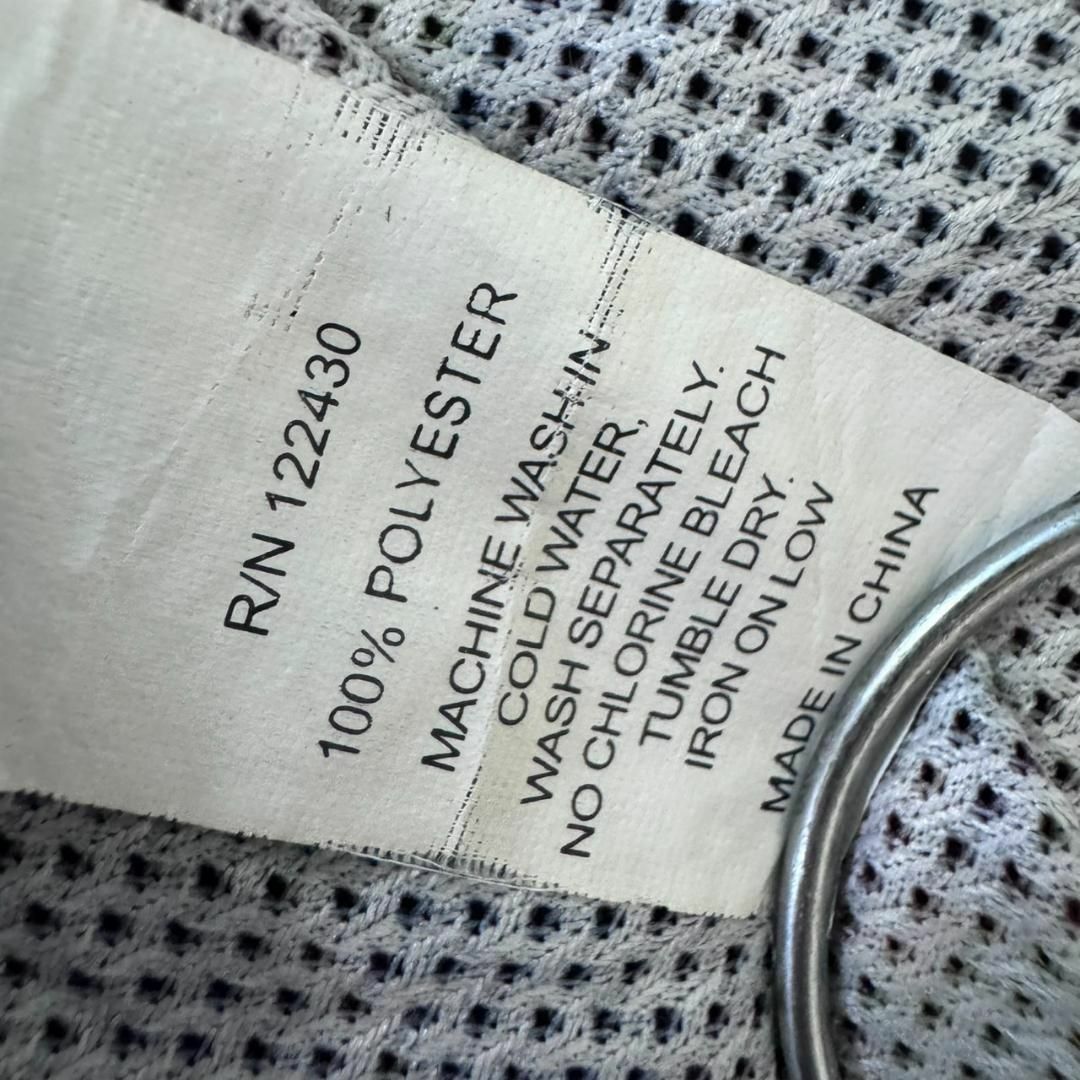 R/N 122430
100% POLYESTER
MACHINE WASH IN
COLD WATER,
WASH SEPARATELY.
NO CHLORINE BLEACH
TUMBLE DRY.
IRON ON LOW
MADE IN CHINA